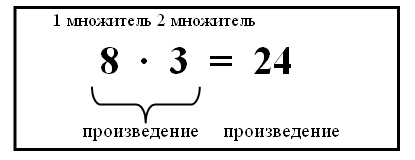 1 множитель 2 множитель
8 · 3 = 24
произведение произведение